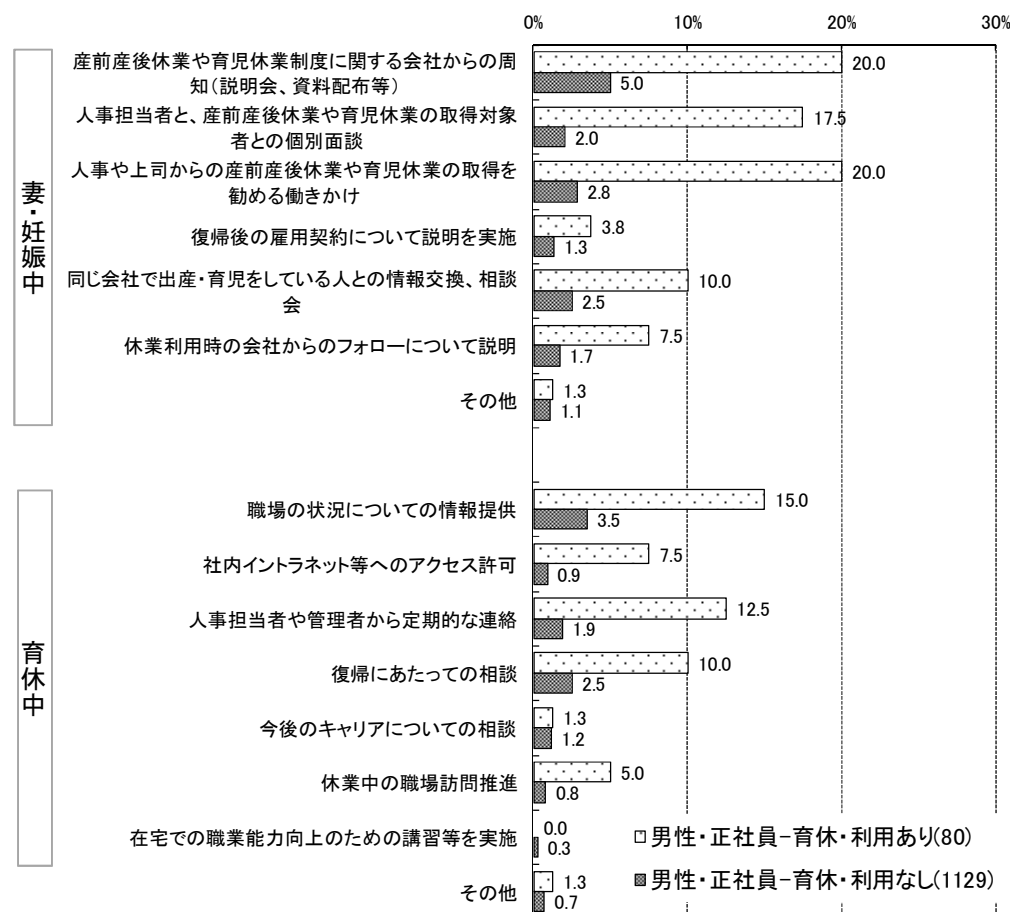 0%
10%
20%
30%
妻・妊娠中
産前産後休業や育児休業制度に関する会社からの周
知(説明会、資料配布等)
20.0
5.0
人事担当者と、産前産後休業や育児休業の取得対象
者との個別面談
17.5
2.0
人事や上司からの産前産後休業や育児休業の取得を
勧める働きかけ
20.0
2.8
復帰後の雇用契約について説明を実施
3.8
1.3
同じ会社で出産・育児をしている人との情報交換、相談
会
10.0
2.5
休業利用時の会社からのフォローについて説明
7.5
1.7
その他
1.3
1.1
育休中
職場の状況についての情報提供
15.0
3.5
社内イントラネット等へのアクセス許可
7.5
0.9
人事担当者や管理者から定期的な連絡
12.5
1.9
復帰にあたっての相談
10.0
2.5
今後のキャリアについての相談
1.3
1.2
休業中の職場訪問推進
5.0
0.8
在宅での職業能力向上のための講習等を実施
0.0
0.3
その他
1.3
0.7
男性・正社員-育休・利用あり(80)
男性・正社員-育休・利用なし(1129)